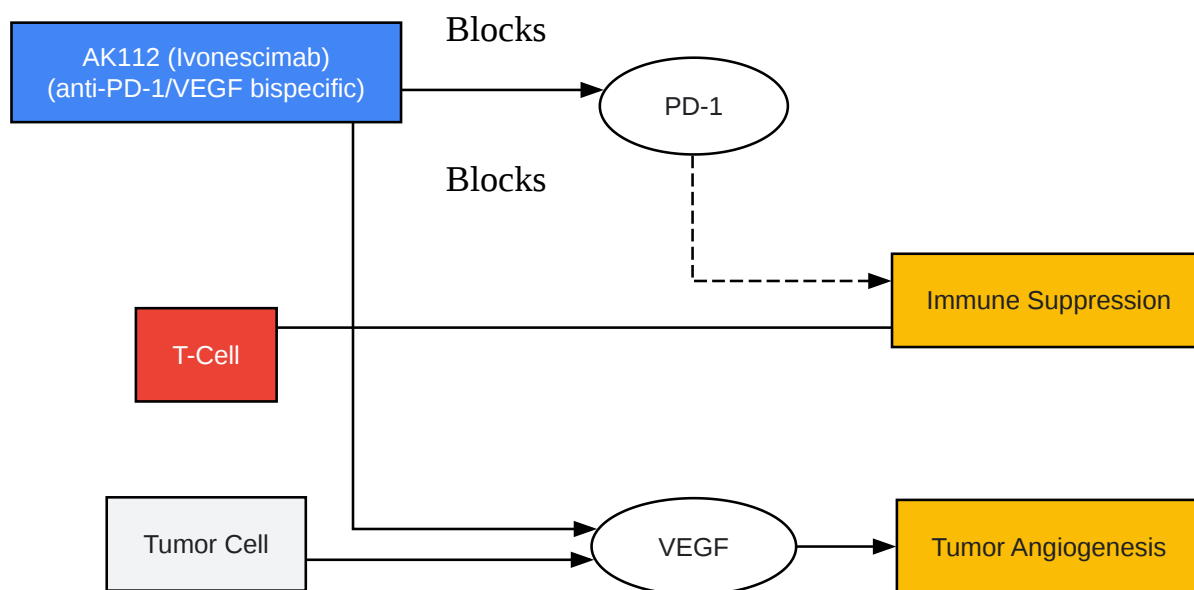 Blocks
AK112 (Ivonescimab)
(anti-PD-1/VEGF bispecific)
PD-1
Blocks
Immune Suppression
T-Cell
Tumor Cell
VEGF
Tumor Angiogenesis